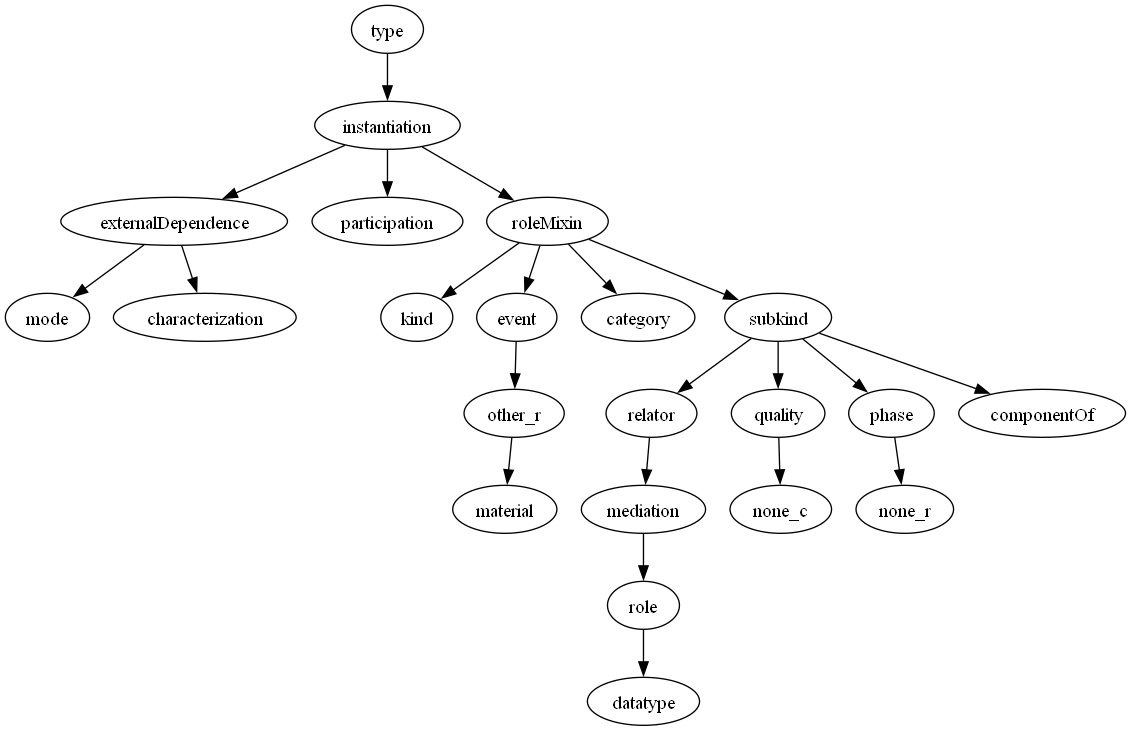 type
instantiation
externalDependence
participation
roleMixin
mode
characterization
kind
event
category
subkind
other_r
relator
quality
phase
componentOf
material
mediation
none_c
none_r
role
datatype